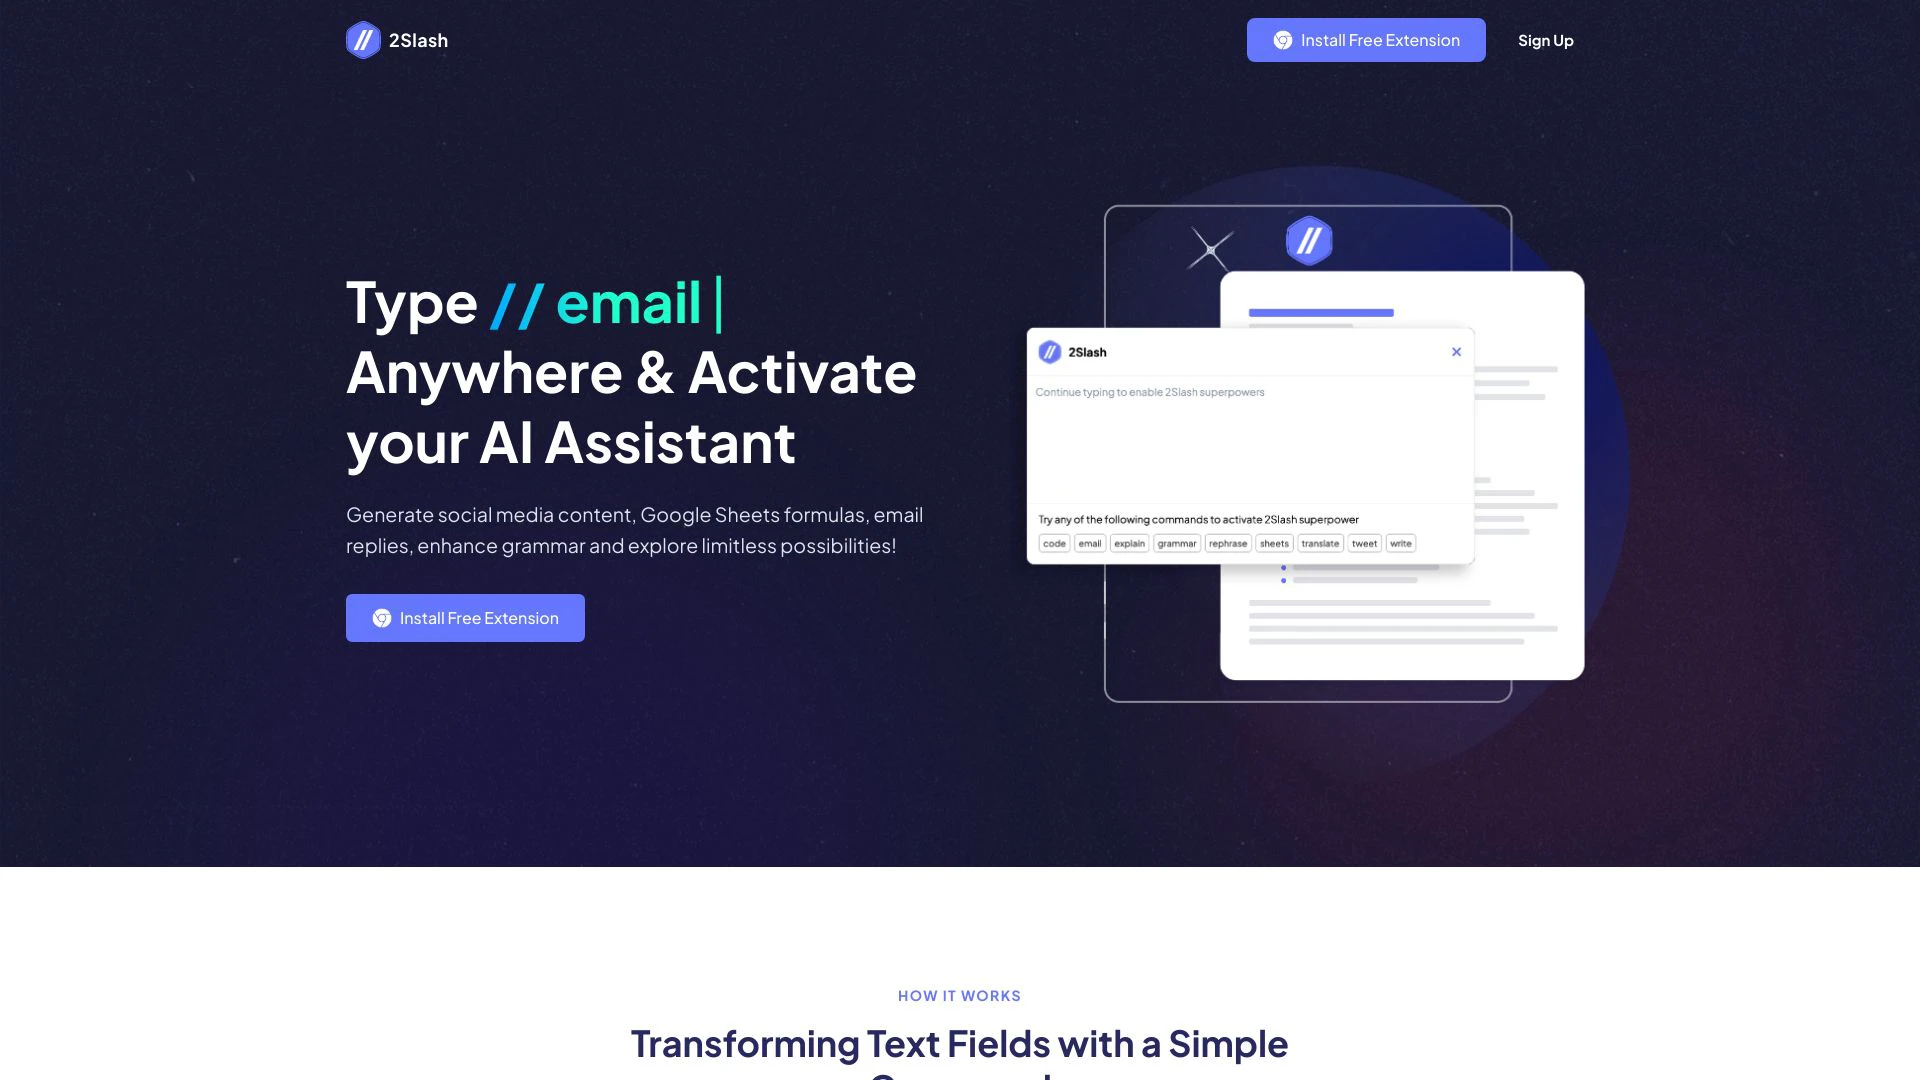 2Slash
Install Free Extension
Sign Up
Type // email
Anywhere & Activate
your AI Assistant
Generate social media content, Google Sheets formulas, email
replies, enhance grammar and explore limitless possibilities!
Install Free Extension
2Slash
Continue typing to enable 2Slash superpowers
Try any of the following commands to activate 2Slash superpower
code email explain grammar rephrase sheets translate tweet write
HOW IT WORKS
Transforming Text Fields with a Simple